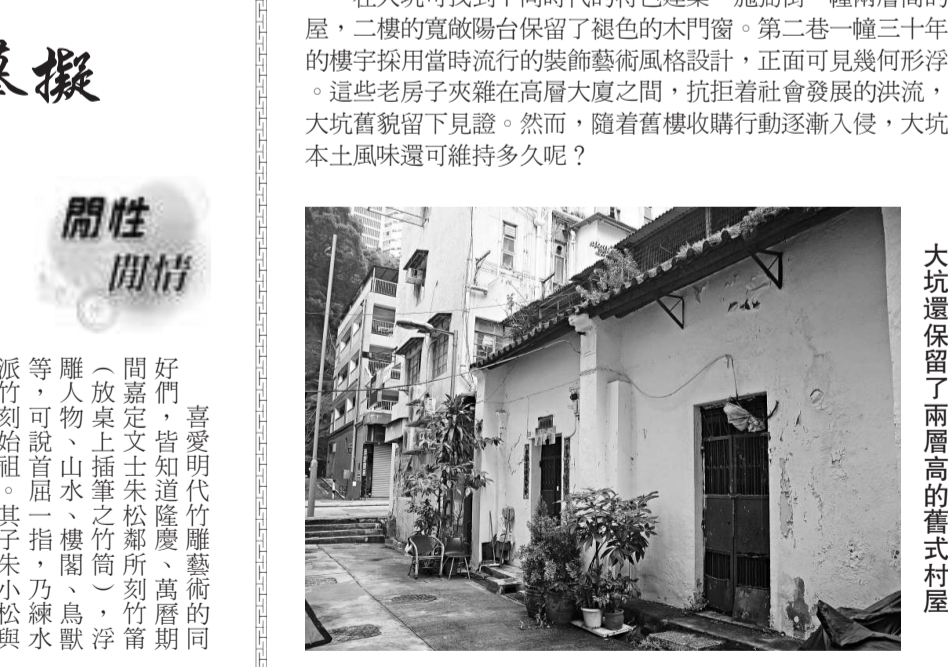 在大坑可找到不同時代的特色建築。施弼街一幢兩層高的
屋，二樓的寬敞陽台保留了褪色的木門窗。第二巷一幢三十年
的樓宇採用當時流行的裝飾藝術風格設計，正面可見幾何形浮
。這些老房子夾雜在高層大廈之間，抗拒着社會發展的洪流，
大坑舊貌留下見證。然而，隨着舊樓收購行動逐漸入侵，大坑
本土風味還可維持多久呢？
大坑還保留了兩層高的舊式村屋
擬
閒性
閒情
喜愛明代竹雕藝術的同
好們，皆知道隆慶、萬曆期
間嘉定文士朱松鄰所刻竹筩
（放桌上插筆之竹筒），浮
雕人物、山水、樓閣、鳥獸
等，可說首屈一指，乃練水
派竹刻始祖。其子朱小松與